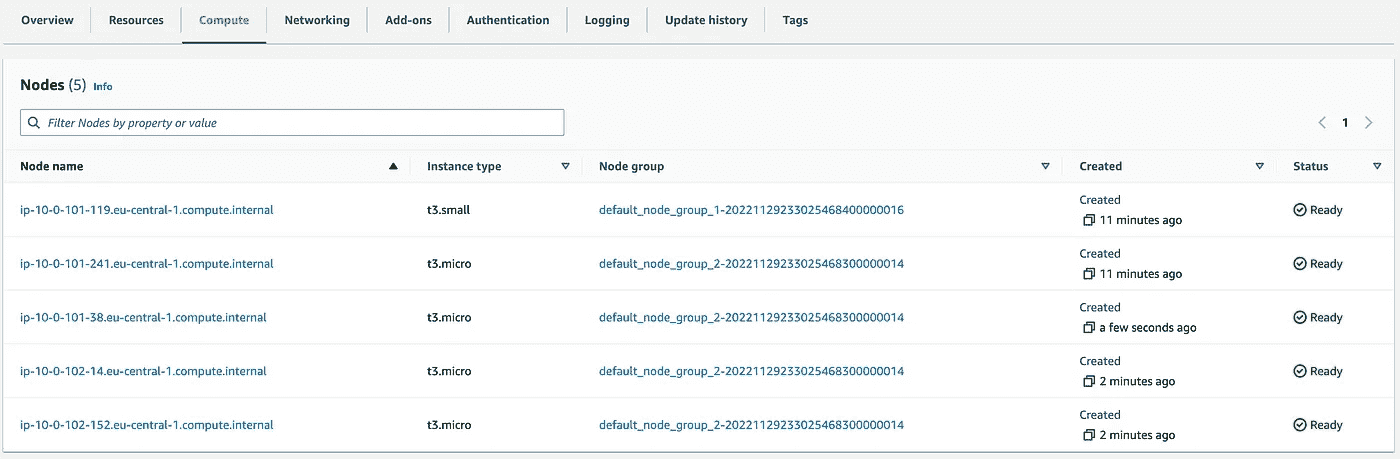 Overview Resources Compute Networking Add-ons Authentication Logging Update history Tags
Nodes (5) Info
Filter Nodes by property or value
1
Node name Instance type Node group Created Status
Created
ip-10-0-101-119.eu-central-1.compute.internal t3.small default_node_group_1-20221129233025468400000016 Ready
11 minutes ago
Created
ip-10-0-101-241.eu-central-1.compute.internal t3.micro default_node_group_2-20221129233025468300000014 Ready
11 minutes ago
Created
ip-10-0-101-38.eu-central-1.compute.internal t3.micro default_node_group_2-20221129233025468300000014 Ready
a few seconds ago
Created
ip-10-0-102-14.eu-central-1.compute.internal t3.micro default_node_group_2-20221129233025468300000014 Ready
2 minutes ago
Created
ip-10-0-102-152.eu-central-1.compute.internal t3.micro default_node_group_2-20221129233025468300000014 Ready
2 minutes ago